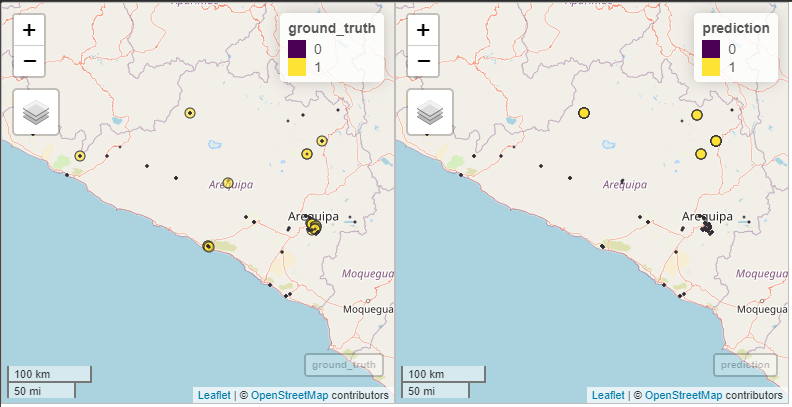 Apurímac
+
−
ground_truth
0
1
Arequipa
Arequipa
Moquegua
Moquegua
ground_truth
100 km
50 mi
Leaflet | © OpenStreetMap contributors
+
−
prediction
0
1
Arequipa
Arequipa
Moquegua
Moquegua
prediction
100 km
50 mi
Leaflet | © OpenStreetMap contributors